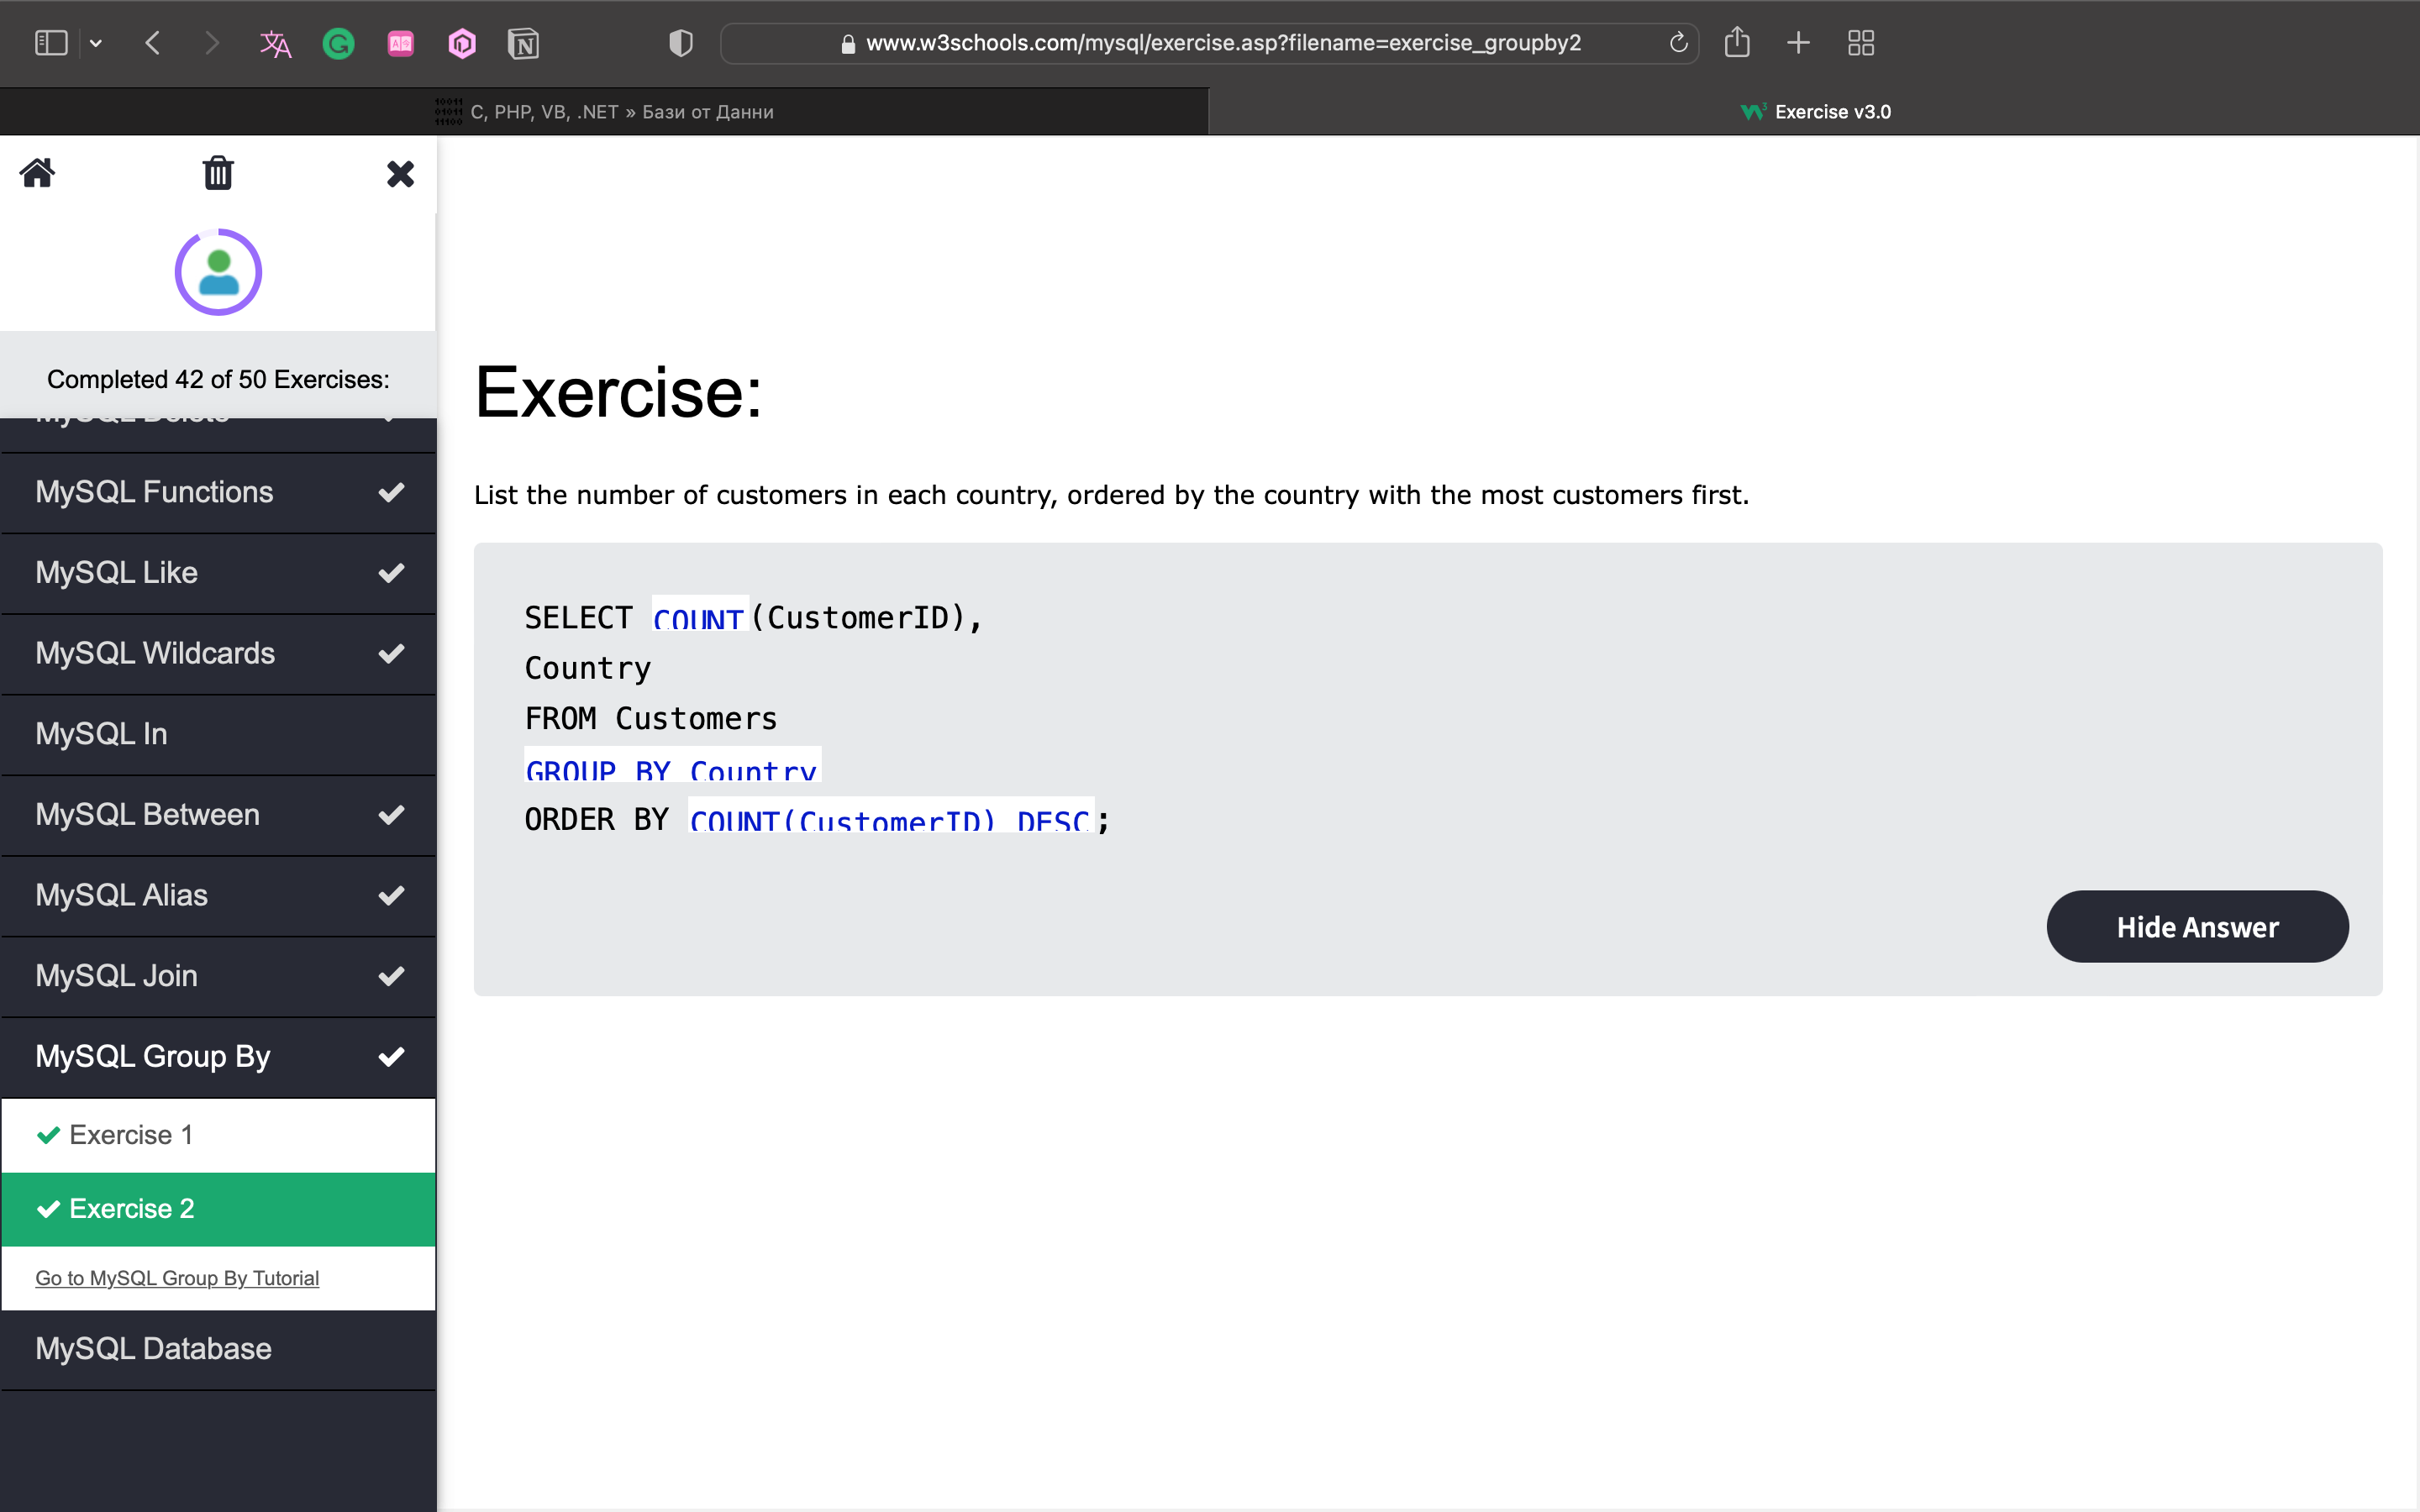 www.w3schools.com/mysql/exercise.asp?filename=exercise_groupby2
C, PHP, VB, .NET » Бази от Данни
Exercise v3.0
Completed 42 of 50 Exercises:
MySQL Delete
MySQL Functions
MySQL Like
MySQL Wildcards
MySQL In
MySQL Between
MySQL Alias
MySQL Join
MySQL Group By
Exercise 1
Exercise 2
Go to MySQL Group By Tutorial
MySQL Database
Exercise:
List the number of customers in each country, ordered by the country with the most customers first.
SELECT COUNT(CustomerID),
Country
FROM Customers
GROUP BY Country
ORDER BY COUNT(CustomerID) DESC;
Hide Answer